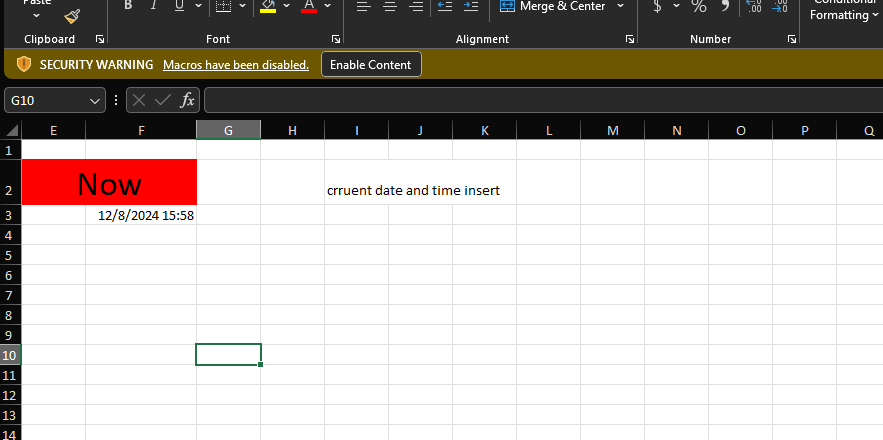 Paste
B I U A Merge & Center $ % 9 Conditional
Formatting
Clipboard Font Alignment Number
SECURITY WARNING Macros have been disabled. Enable Content
G10 fx
E F G H I J K L M N O P Q
1
2 Now crruent date and time insert
3 12/8/2024 15:58
4
5
6
7
8
9
10
11
12
13
14